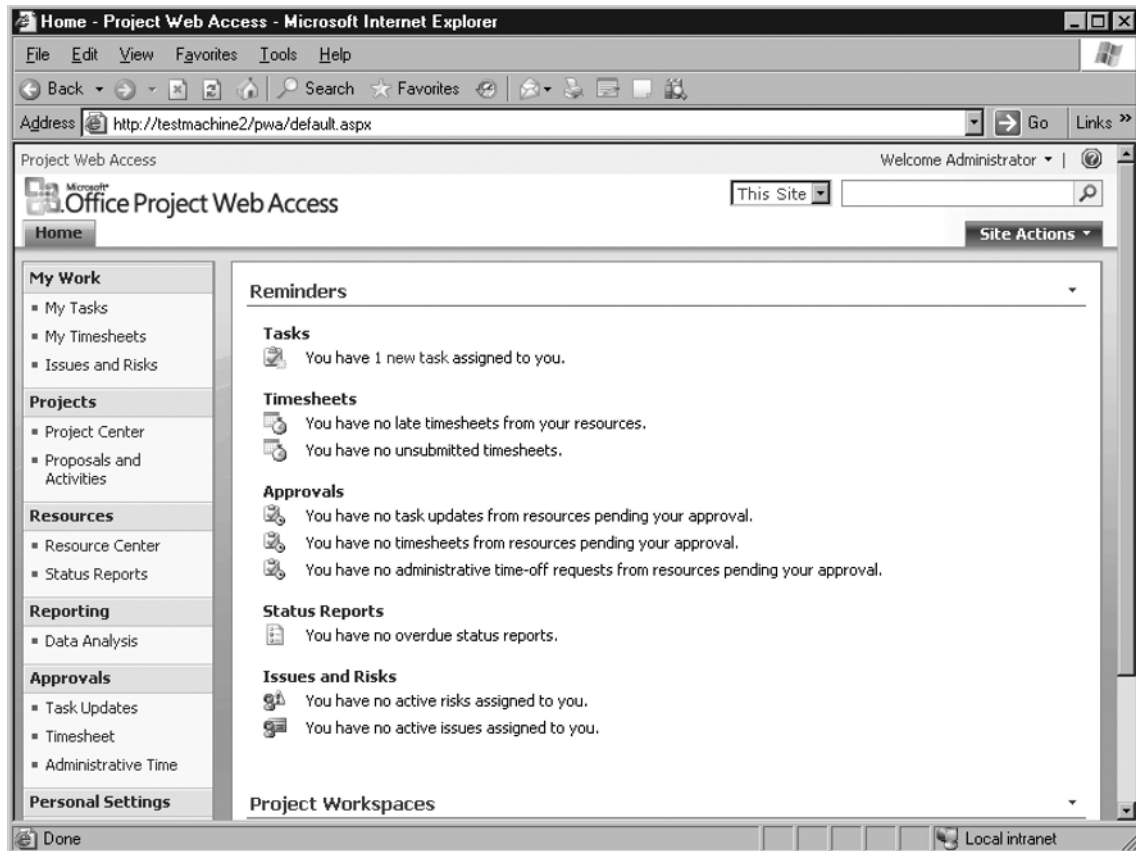 Home - Project Web Access - Microsoft Internet Explorer
File Edit View Favorites Tools Help
Back Search Favorites
Address http://testmachine2/pwa/default.aspx Go Links »
Project Web Access Welcome Administrator |
Microsoft®
Office Project Web Access This Site
Home Site Actions
My Work
My Tasks
My Timesheets
Issues and Risks
Projects
Project Center
Proposals and
Activities
Resources
Resource Center
Status Reports
Reporting
Data Analysis
Approvals
Task Updates
Timesheet
Administrative Time
Personal Settings
Reminders
Tasks
You have 1 new task assigned to you.
Timesheets
You have no late timesheets from your resources.
You have no unsubmitted timesheets.
Approvals
You have no task updates from resources pending your approval.
You have no timesheets from resources pending your approval.
You have no administrative time-off requests from resources pending your approval.
Status Reports
You have no overdue status reports.
Issues and Risks
You have no active risks assigned to you.
You have no active issues assigned to you.
Project Workspaces
Done Local intranet